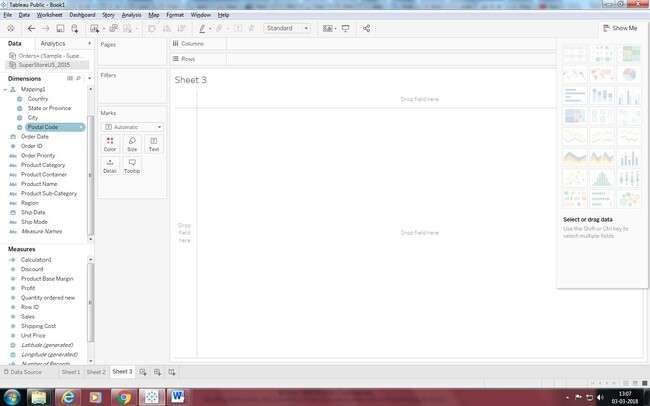 Tableau Public - Book1
File Data Worksheet Dashboard Story Analysis Map Format Window Help
Standard
Show Me
Data Analytics
Orders+ (Sample - Supe...
SuperStoreUS_2015
Dimensions
Mapping1
Country
State or Province
City
Postal Code
Order Date
Order ID
Order Priority
Product Category
Product Container
Product Name
Product Sub-Category
Region
Ship Date
Ship Mode
Measure Names
Measures
Calculation1
Discount
Product Base Margin
Profit
Quantity ordered new
Row ID
Sales
Shipping Cost
Unit Price
Latitude (generated)
Longitude (generated)
Number of Records
Pages
Filters
Marks
Automatic
Color Size Text
Detail Tooltip
Columns
Rows
Sheet 3
Drop field here
Drop
field
here
Drop field here
Select or drag data
Use the Shift or Ctrl key to
select multiple fields
Data Source Sheet 1 Sheet 2 Sheet 3
13:07
03-03-2018